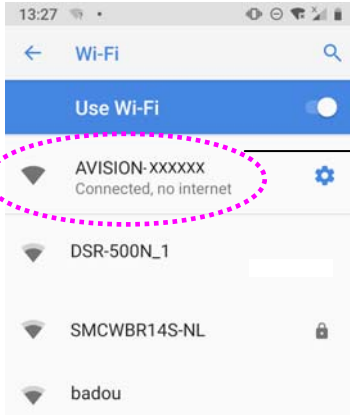 13:27
Wi-Fi
Use Wi-Fi
AVISION-xxxxxx
Connected, no internet
DSR-500N_1
SMCWBR14S-NL
badou